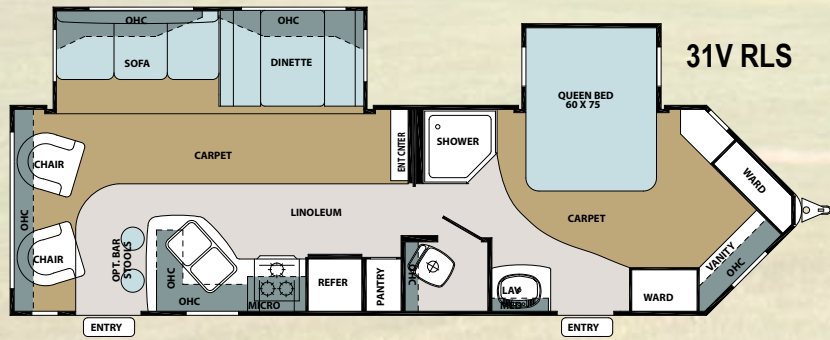 31V RLS
OHC
OHC
SOFA
DINETTE
QUEEN BED
60 X 75
CHAIR
CARPET
ENT CNTER
SHOWER
WARD
OHC
LINOLEUM
CARPET
CHAIR
OPT. BAR
STOOLS
OHC
OHC
MICRO
REFER
PANTRY
OHC
LAV
MED
WARD
VANITY
OHC
ENTRY
ENTRY